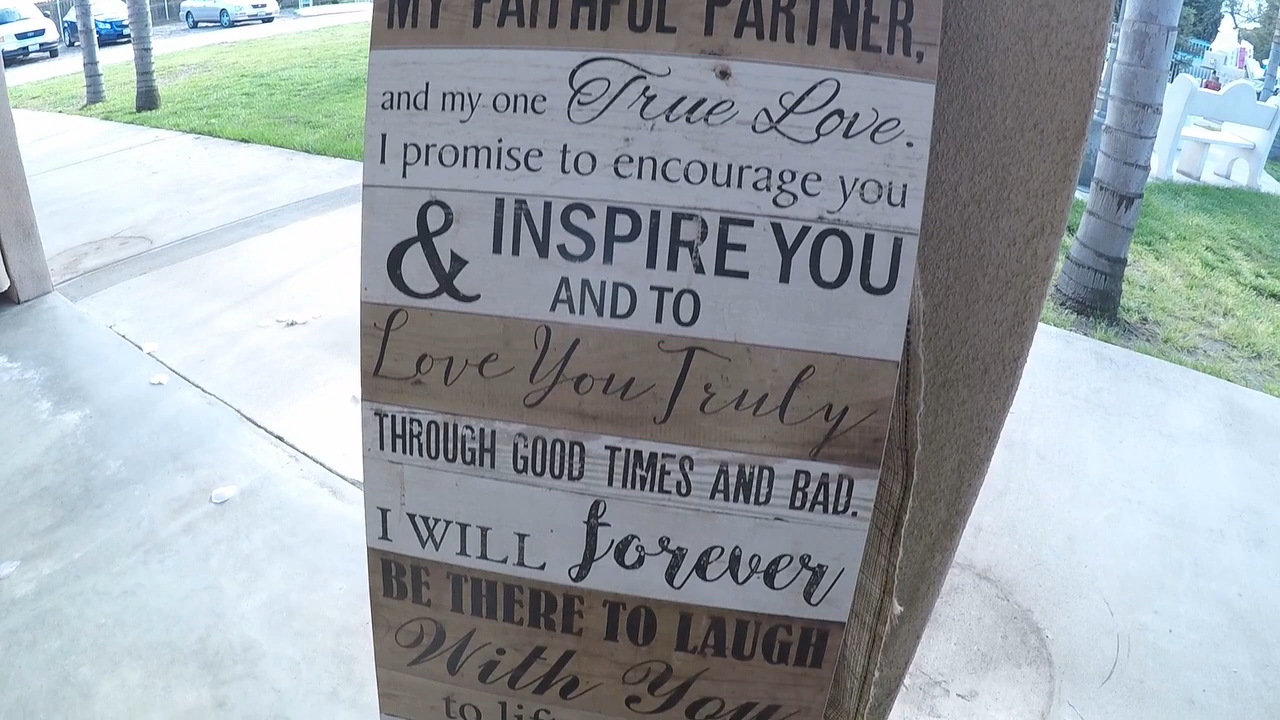 MY FAITHFUL PARTNER,
and my one True Love.
I promise to encourage you
& INSPIRE YOU
AND TO
Love You Truly
THROUGH GOOD TIMES AND BAD.
I WILL forever
BE THERE TO LAUGH
With You
to